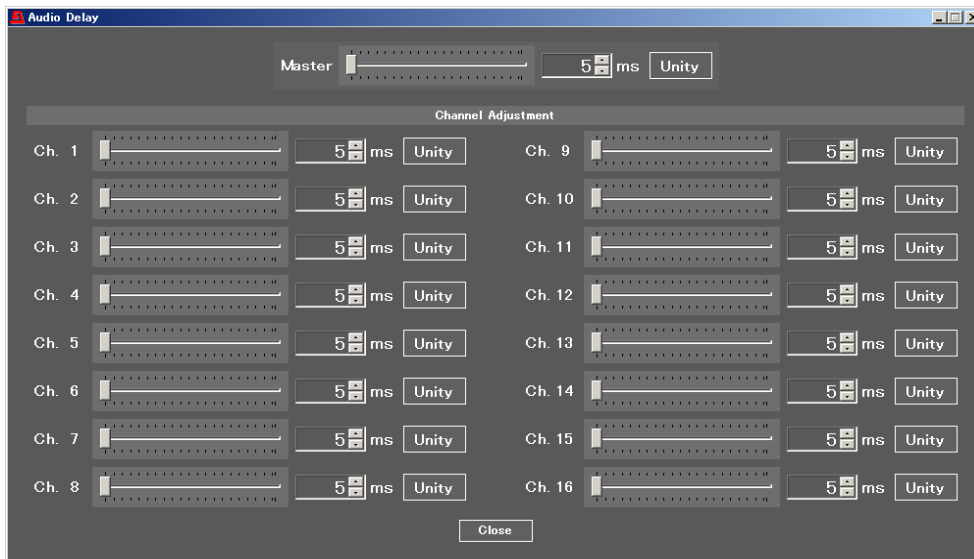 Audio Delay
Master 5 ms Unity
Channel Adjustment
Ch. 1 5 ms Unity Ch. 9 5 ms Unity
Ch. 2 5 ms Unity Ch. 10 5 ms Unity
Ch. 3 5 ms Unity Ch. 11 5 ms Unity
Ch. 4 5 ms Unity Ch. 12 5 ms Unity
Ch. 5 5 ms Unity Ch. 13 5 ms Unity
Ch. 6 5 ms Unity Ch. 14 5 ms Unity
Ch. 7 5 ms Unity Ch. 15 5 ms Unity
Ch. 8 5 ms Unity Ch. 16 5 ms Unity
Close